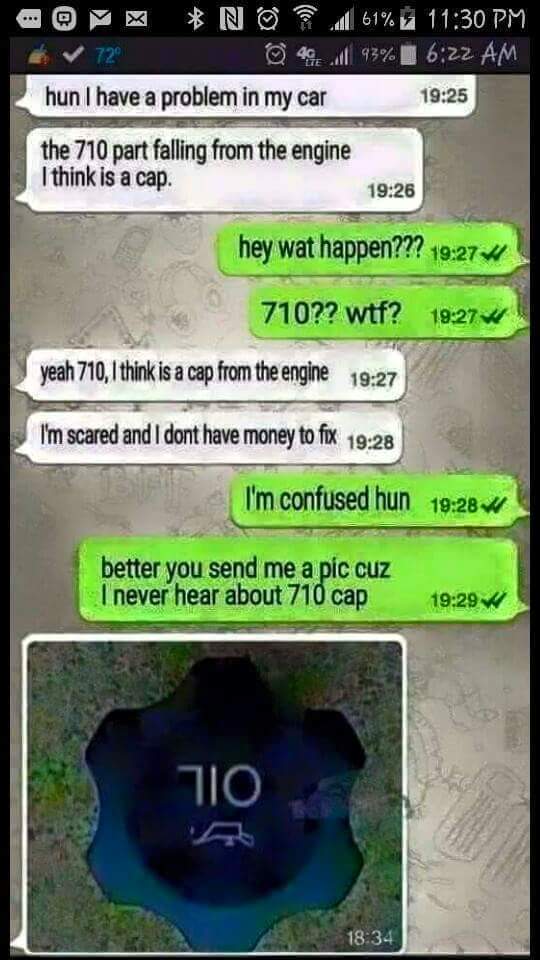 61% 11:30 PM
72° 4G LTE 93% 6:22 AM
hun I have a problem in my car 19:25
the 710 part falling from the engine
I think is a cap.
19:26
hey wat happen??? 19:27
710?? wtf? 19:27
yeah 710, I think is a cap from the engine 19:27
I'm scared and I dont have money to fix 19:28
I'm confused hun 19:28
better you send me a pic cuz
I never hear about 710 cap 19:29
710
18:34